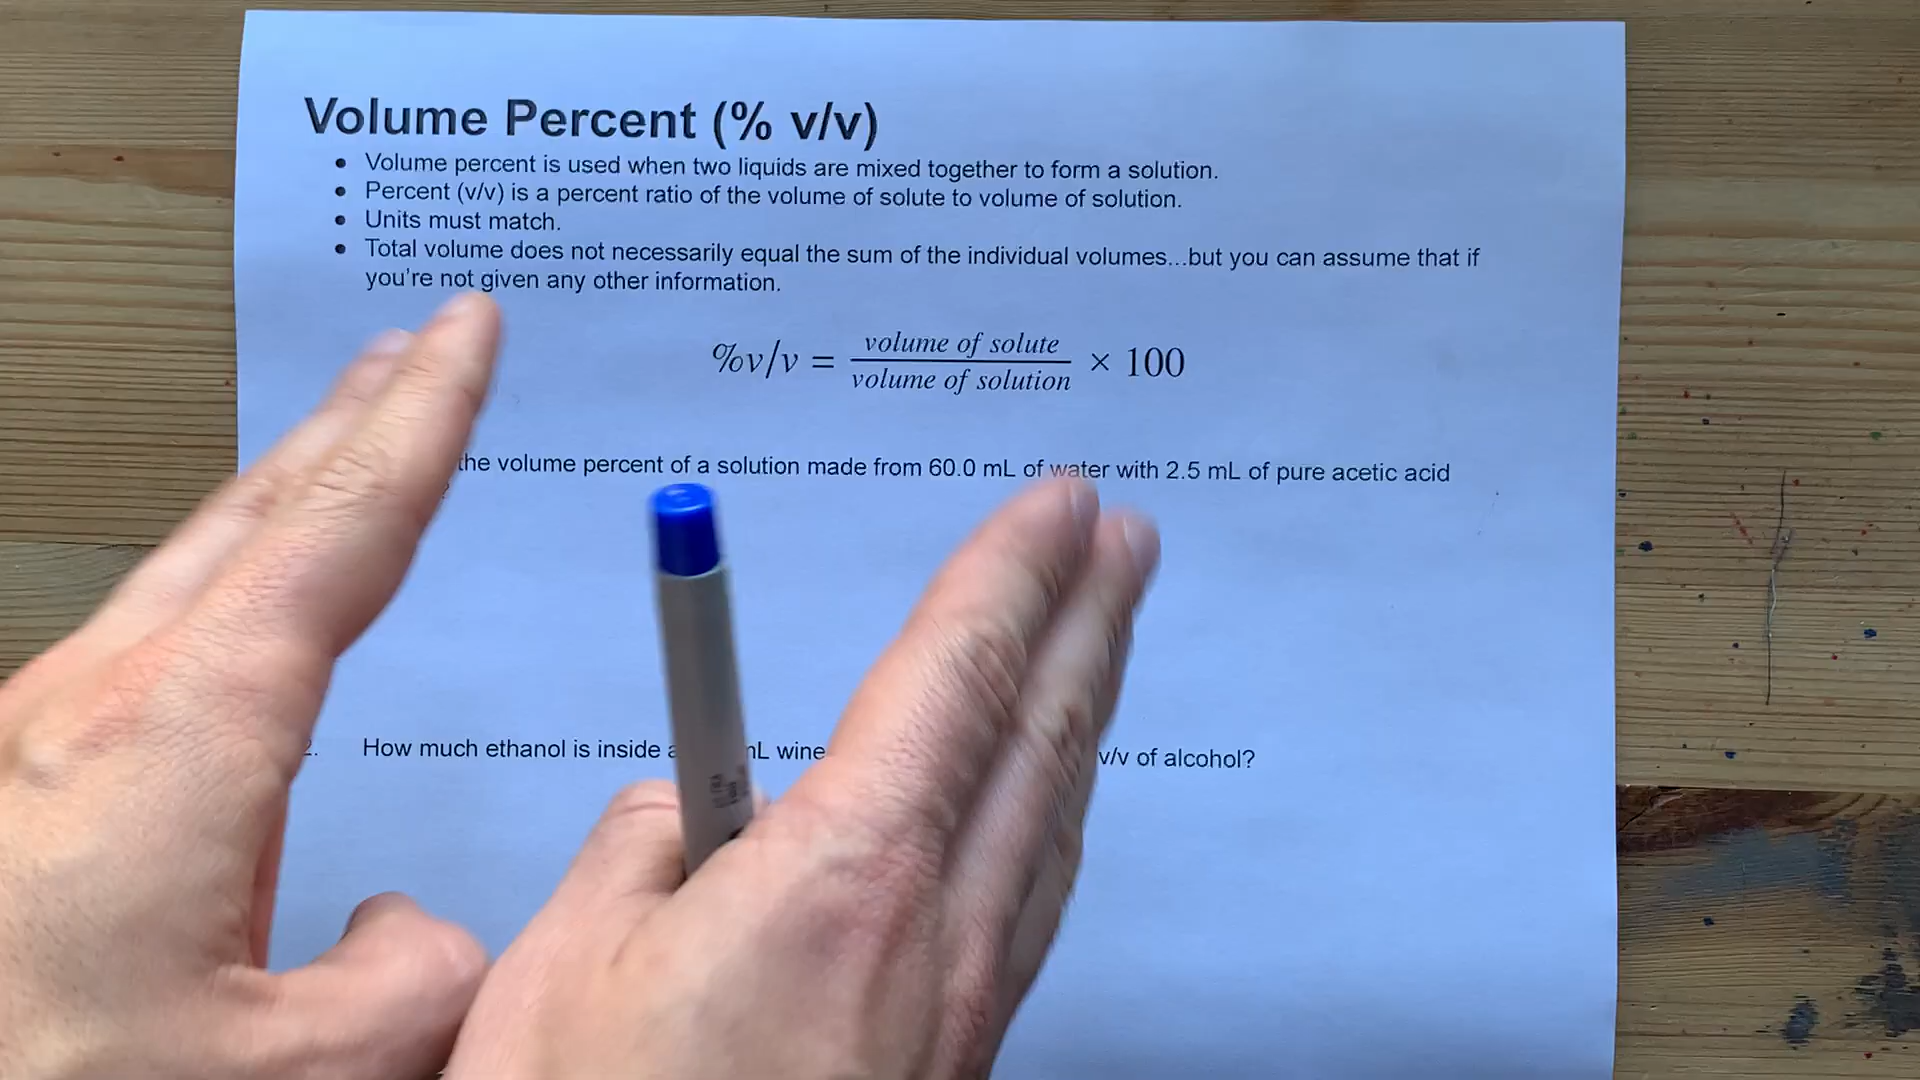 Volume Percent (% v/v)
• Volume percent is used when two liquids are mixed together to form a solution.
• Percent (v/v) is a percent ratio of the volume of solute to volume of solution.
• Units must match.
• Total volume does not necessarily equal the sum of the individual volumes...but you can assume that if
you're not given any other information.
%v/v = volume of solute / volume of solution × 100
the volume percent of a solution made from 60.0 mL of water with 2.5 mL of pure acetic acid
2. How much ethanol is inside mL wine v/v of alcohol?